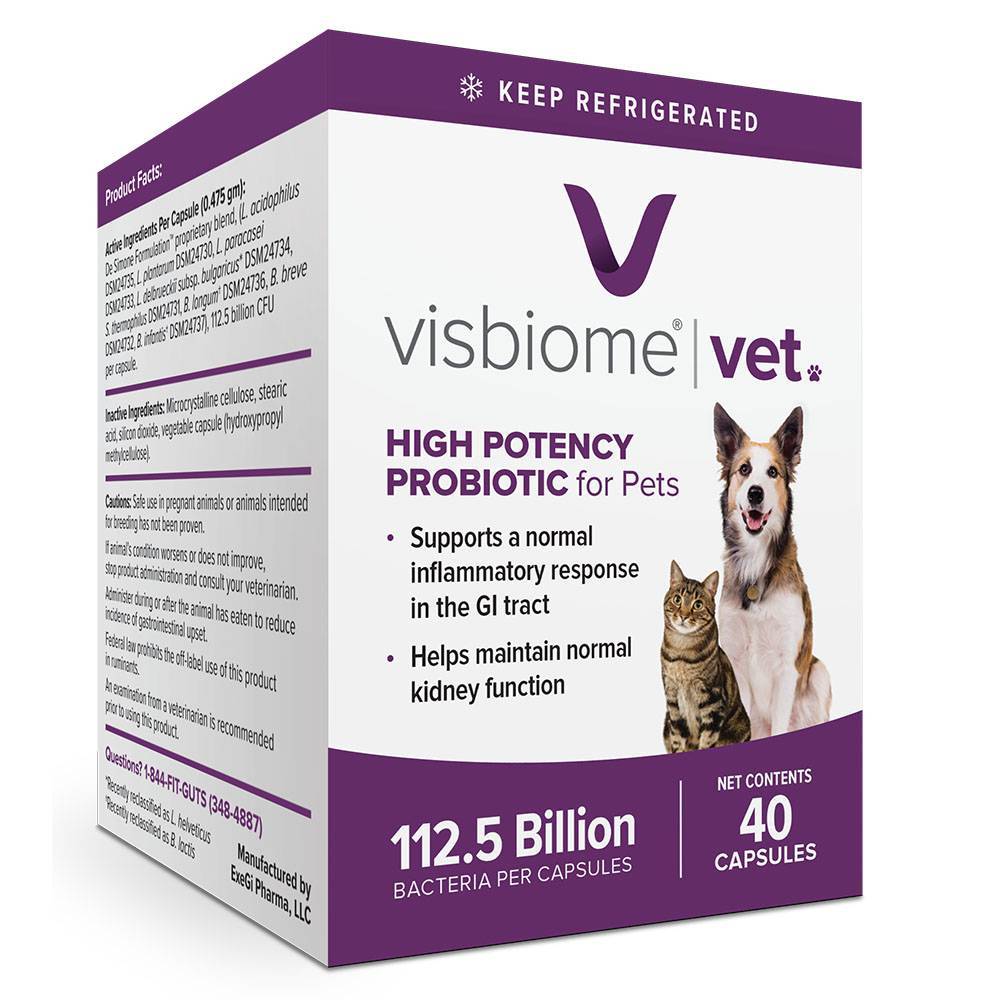 KEEP REFRIGERATED
V
visbiome® | vet
HIGH POTENCY
PROBIOTIC for Pets
• Supports a normal
inflammatory response
in the GI tract
• Helps maintain normal
kidney function
112.5 Billion
BACTERIA PER CAPSULES
NET CONTENTS
40
CAPSULES
Product Facts:
Active Ingredients Per Capsule (0.475 gm):
De Simone Formulation™ proprietary blend, (L. acidophilus
DSM24735, L. plantarum DSM24730, L. paracasei
DSM24733, L. delbrueckii subsp. bulgaricus* DSM24734,
S. thermophilus DSM24731, B. longum⁺ DSM24736, B. breve
DSM24732, B. infantis⁺ DSM24737), 112.5 billion CFU
per capsule.
Inactive Ingredients: Microcrystalline cellulose, stearic
acid, silicon dioxide, vegetable capsule (hydroxypropyl
methylcellulose).
Cautions: Safe use in pregnant animals or animals intended
for breeding has not been proven.
If animal's condition worsens or does not improve,
stop product administration and consult your veterinarian.
Administer during or after the animal has eaten to reduce
incidence of gastrointestinal upset.
Federal law prohibits the off-label use of this product
in ruminants.
An examination from a veterinarian is recommended
prior to using this product.
Questions? 1-844-FIT-GUTS (348-4887)
*Recently reclassified as L. helveticus
⁺Recently reclassified as B. lactis
Manufactured by
ExeGi Pharma, LLC